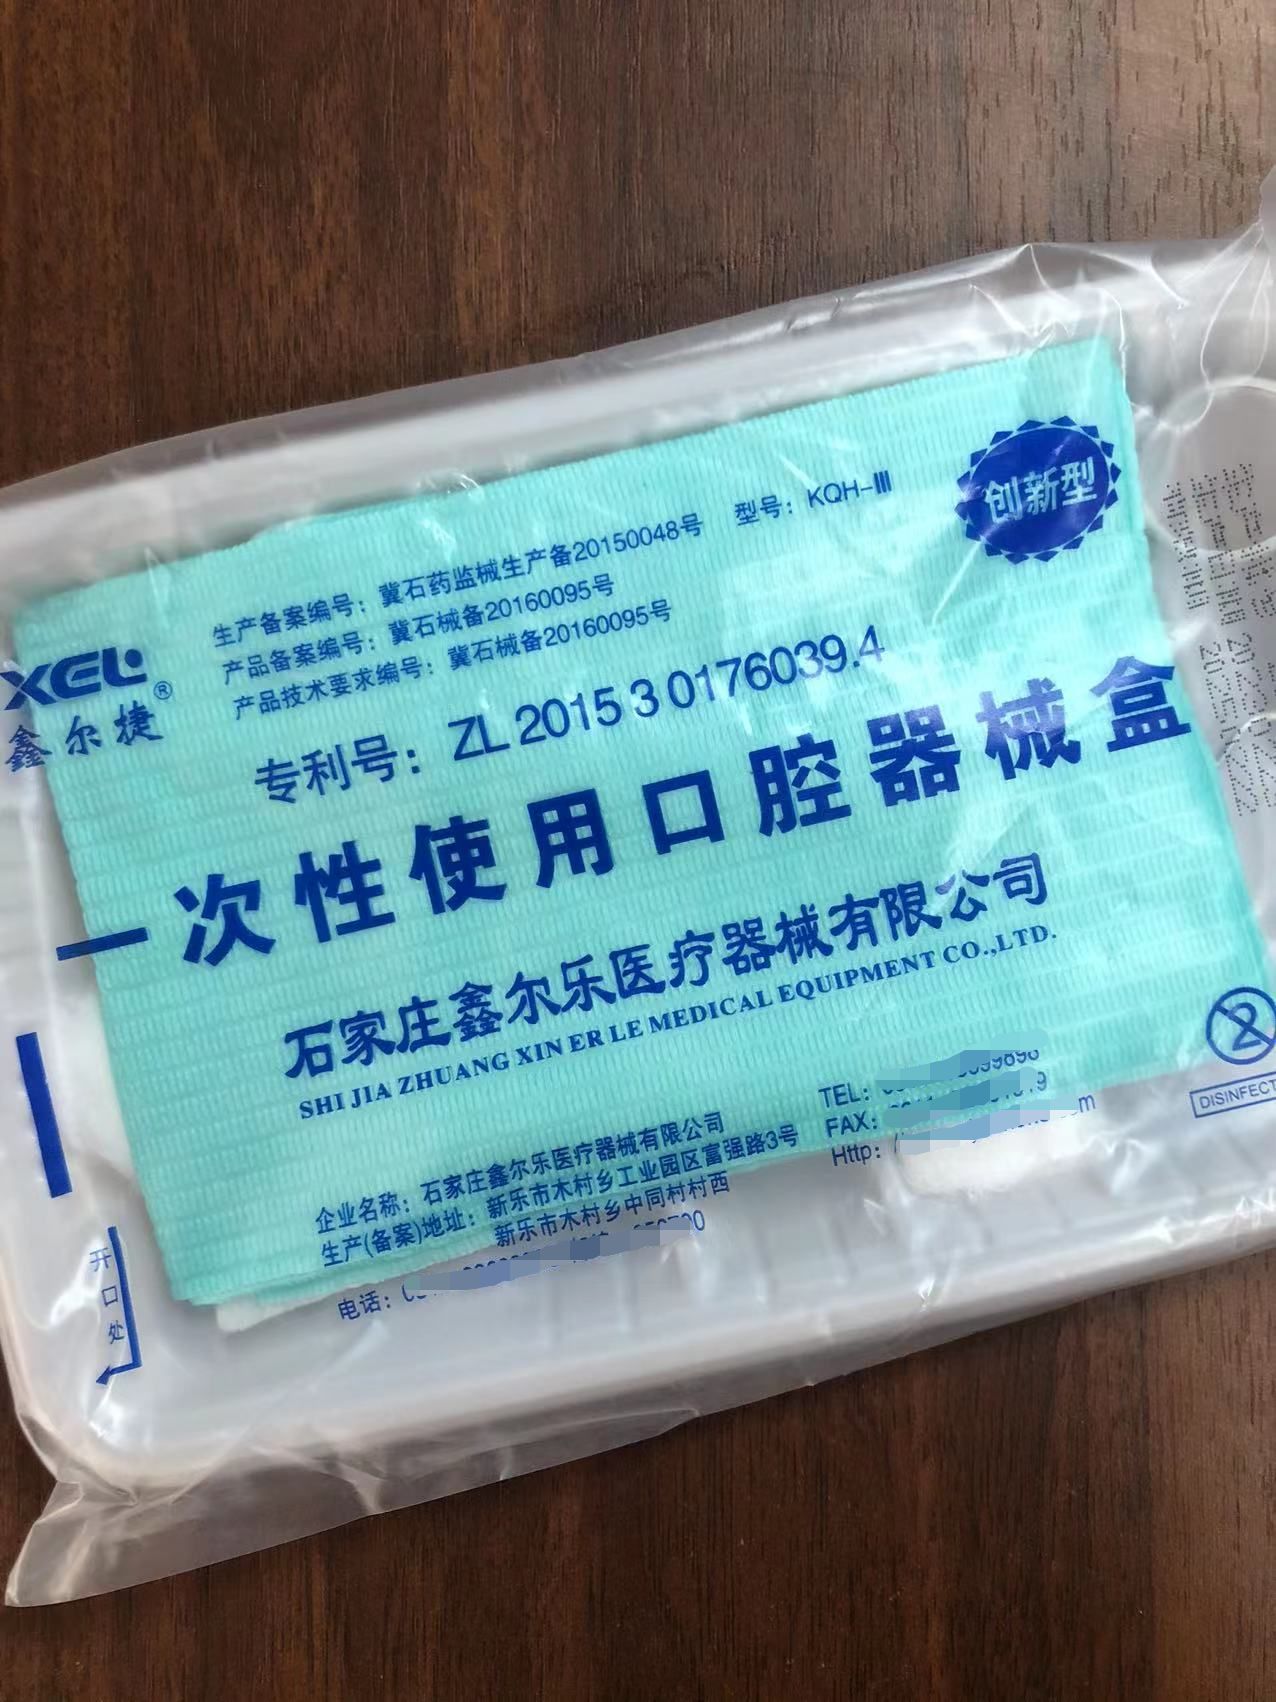 生产备案编号：冀石药监械生产备20150048号 型号：KQH-Ⅲ
产品备案编号：冀石械备20160095号
产品技术要求编号：冀石械备20160095号
创新型
XEL
鑫尔捷®
专利号：ZL 2015 3 0176039.4
一次性使用口腔器械盒
石家庄鑫尔乐医疗器械有限公司
SHI JIA ZHUANG XIN ER LE MEDICAL EQUIPMENT CO.,LTD.
2
DISINFECT
企业名称：石家庄鑫尔乐医疗器械有限公司
生产(备案)地址：新乐市木村乡工业园区富强路3号
新乐市木村乡中同村村西
电话：
TEL：
FAX：
Http：
开口处